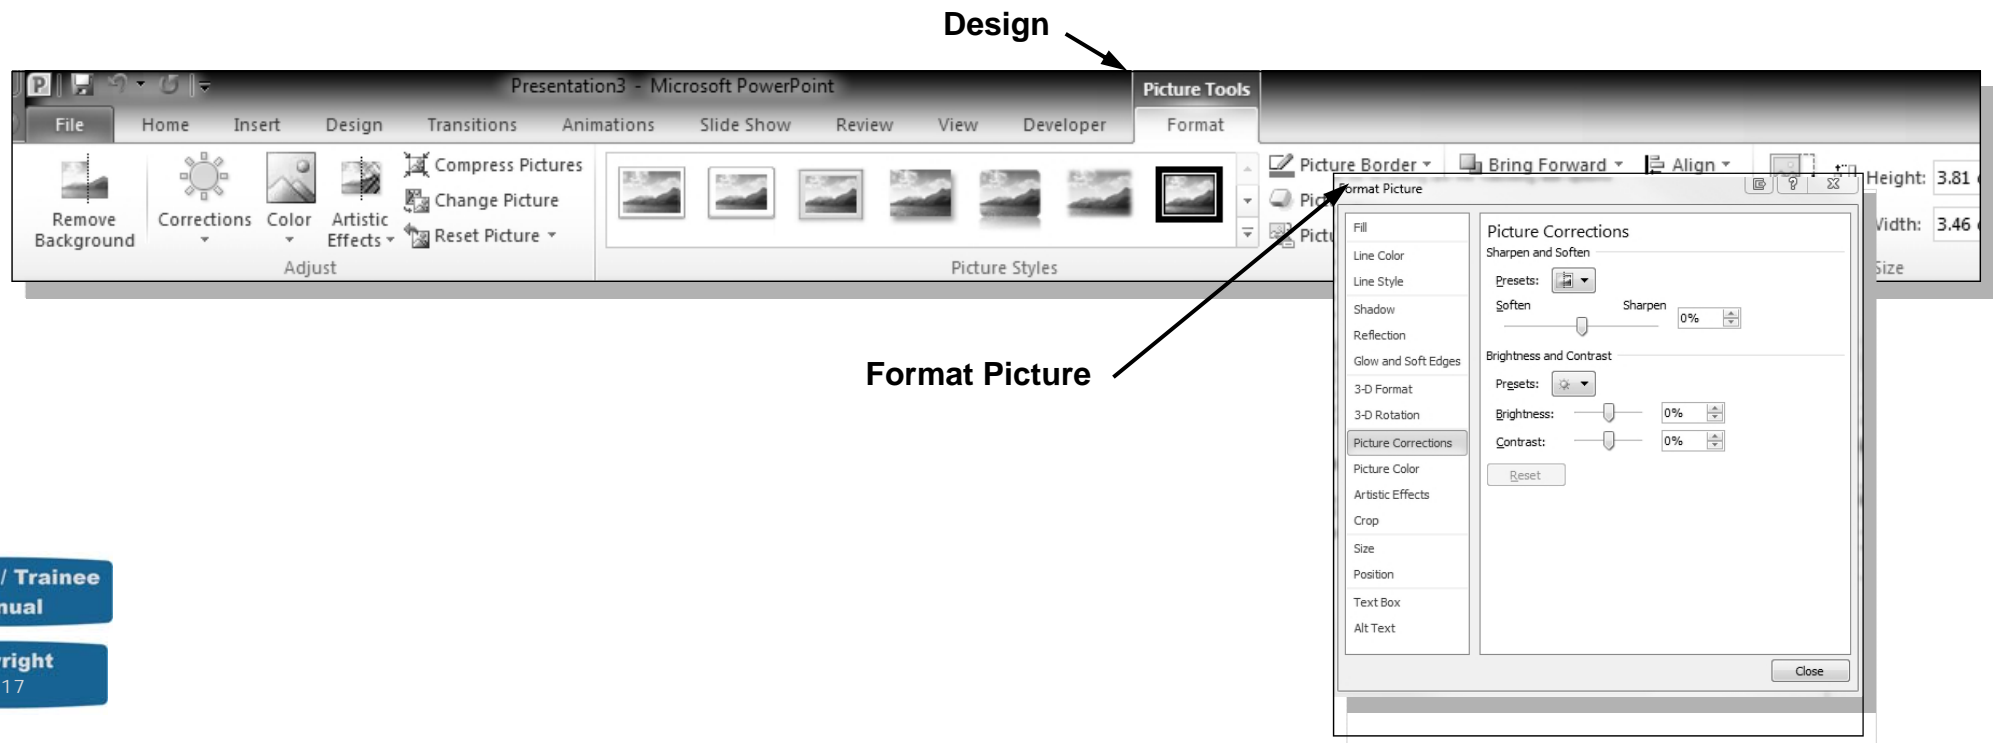 Design
Presentation3 - Microsoft PowerPoint
Picture Tools
File Home Insert Design Transitions Animations Slide Show Review View Developer Format
Remove Background
Corrections
Color
Artistic Effects
Compress Pictures
Change Picture
Reset Picture
Adjust
Picture Styles
Picture Border
Bring Forward
Align
Height: 3.81
3.46
Format Picture
Fill
Line Color
Line Style
Shadow
Reflection
Glow and Soft Edges
3-D Format
3-D Rotation
Picture Corrections
Picture Color
Artistic Effects
Crop
Size
Position
Text Box
Alt Text
Picture Corrections
Sharpen and Soften
Presets:
Soften Sharpen
0%
Brightness and Contrast
Presets:
Brightness: 0%
Contrast: 0%
Reset
Close
Format Picture
/ Trainee
nual
right
17